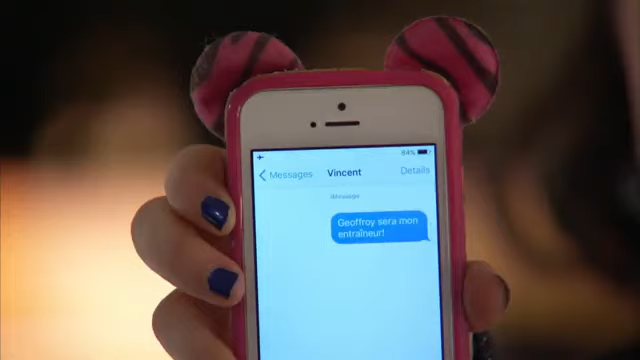 64%
Messages Vincent Details
iMessage
Geoffroy sera mon
entraîneur!